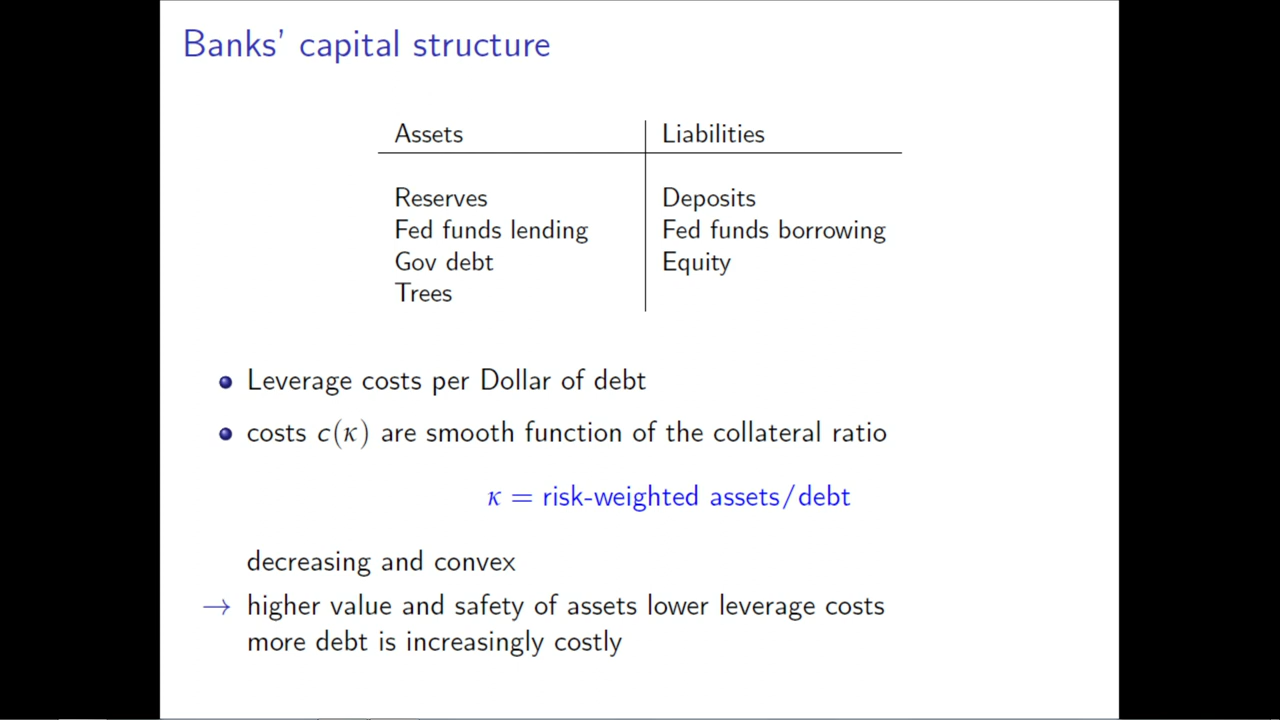 Banks' capital structure
Assets Liabilities
Reserves Deposits
Fed funds lending Fed funds borrowing
Gov debt Equity
Trees
Leverage costs per Dollar of debt
costs c(κ) are smooth function of the collateral ratio
κ = risk-weighted assets/debt
decreasing and convex
→ higher value and safety of assets lower leverage costs
more debt is increasingly costly